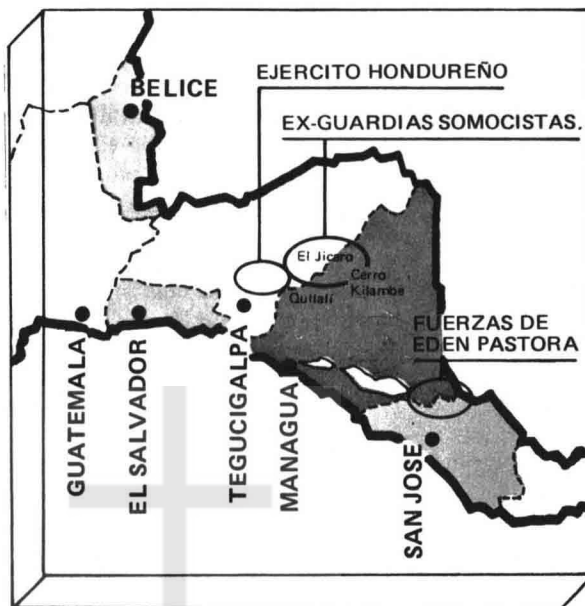 EJERCITO HONDUREÑO
BELICE
EX-GUARDIAS SOMOCISTAS.
El Jicaro
Cerro
Kilambe
Quilalí
FUERZAS DE
EDEN PASTORA
GUATEMALA
EL SALVADOR
TEGUCIGALPA
MANAGUA
SAN JOSE